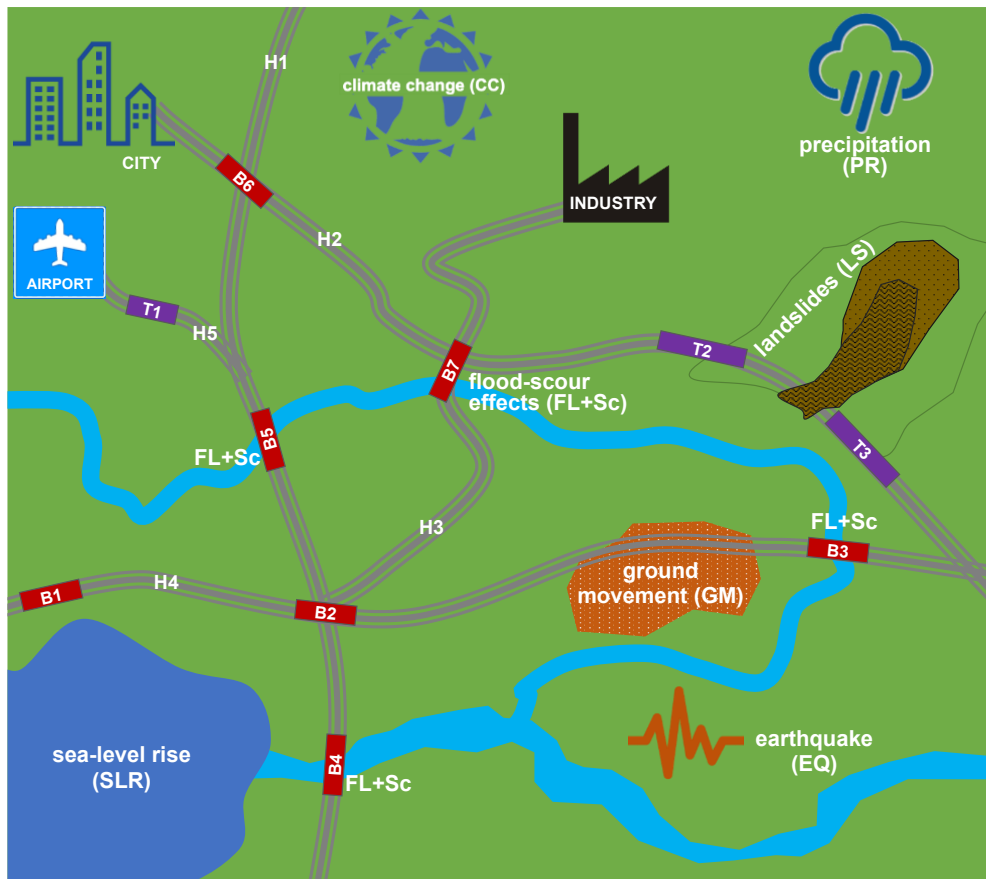 H1
climate change (CC)
precipitation
(PR)
CITY
B6
INDUSTRY
H2
AIRPORT
T1
H5
landslides (LS)
T2
B7
flood-scour
effects (FL+Sc)
B5
FL+Sc
T3
H3
FL+Sc
B3
ground
movement (GM)
H4
B1
B2
sea-level rise
(SLR)
B4
FL+Sc
earthquake
(EQ)